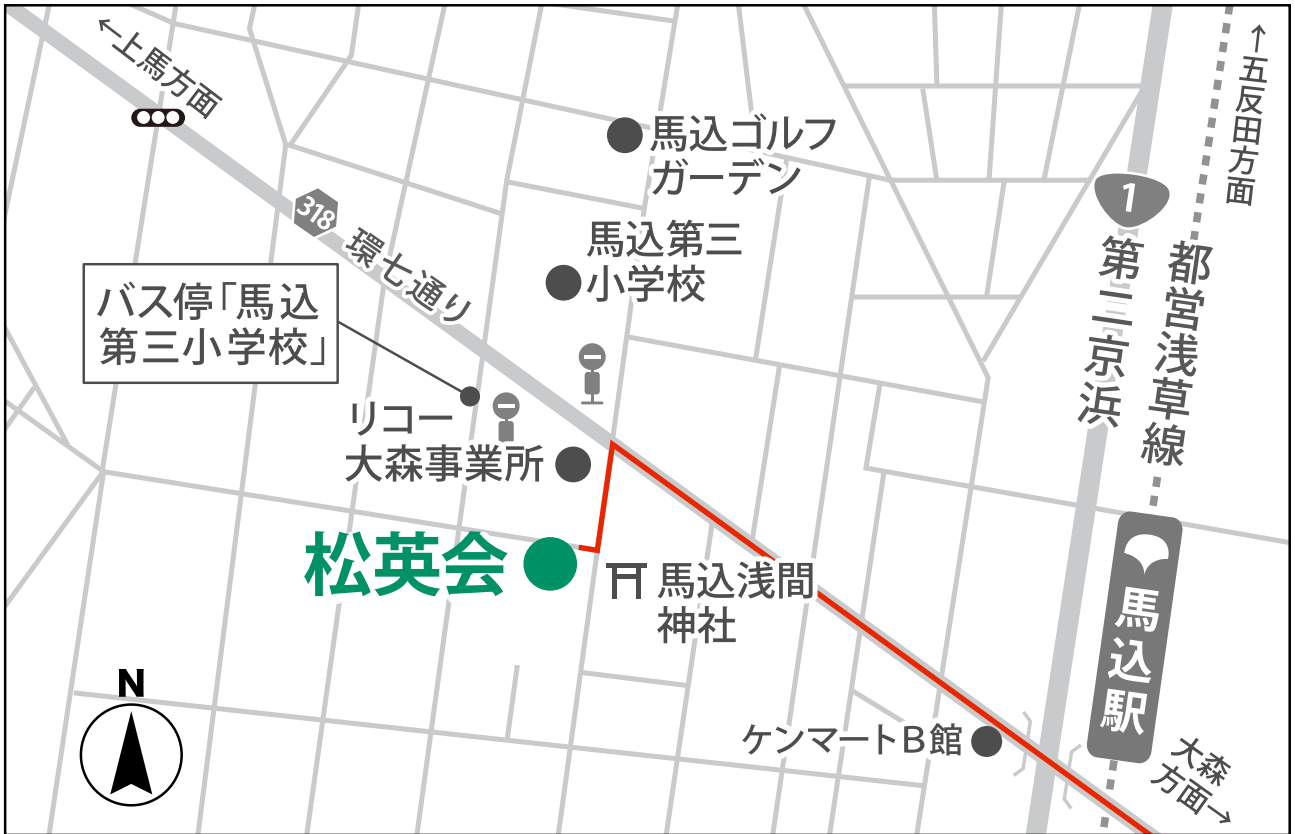 ←上馬方面
↑五反田方面
馬込ゴルフ
ガーデン
1
318
環七通り
馬込第三
小学校
第三京浜
都営浅草線
バス停「馬込
第三小学校」
リコー
大森事業所
松英会
馬込浅間
神社
馬込駅
N
ケンマートB館
大森
方面→